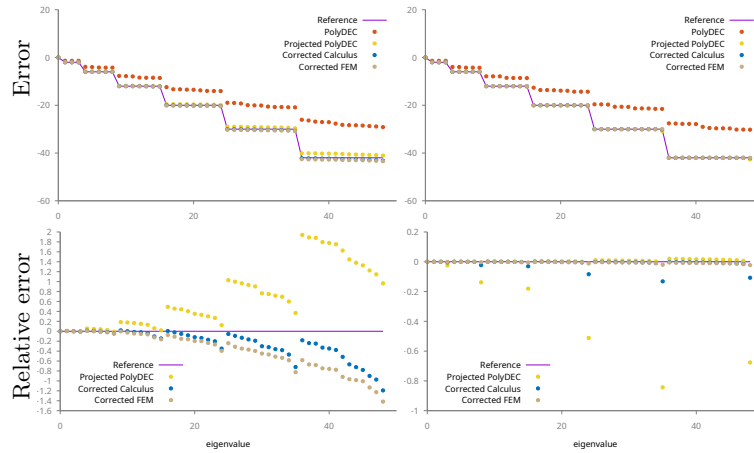 Error
20
0
-20
-40
-60
0
20
40
Reference
PolyDEC
Projected PolyDEC
Corrected Calculus
Corrected FEM
20
0
-20
-40
-60
0
20
40
Reference
PolyDEC
Projected PolyDEC
Corrected Calculus
Corrected FEM
Relative error
2
1.8
1.6
1.4
1.2
1
0.8
0.6
0.4
0.2
0
-0.2
-0.4
-0.6
-0.8
-1
-1.2
-1.4
-1.6
0
20
40
Reference
Projected PolyDEC
Corrected Calculus
Corrected FEM
eigenvalue
0.2
0
-0.2
-0.4
-0.6
-0.8
-1
0
20
40
Reference
Projected PolyDEC
Corrected Calculus
Corrected FEM
eigenvalue